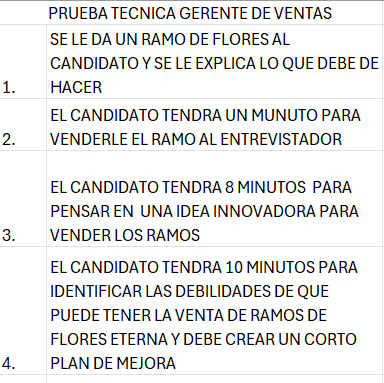 PRUEBA TECNICA GERENTE DE VENTAS
SE LE DA UN RAMO DE FLORES AL
CANDIDATO Y SE LE EXPLICA LO QUE DEBE DE
1. HACER
EL CANDIDATO TENDRA UN MUNUTO PARA
2. VENDERLE EL RAMO AL ENTREVISTADOR
EL CANDIDATO TENDRA 8 MINUTOS PARA
PENSAR EN UNA IDEA INNOVADORA PARA
3. VENDER LOS RAMOS
EL CANDIDATO TENDRA 10 MINUTOS PARA
IDENTIFICAR LAS DEBILIDADES DE QUE
PUEDE TENER LA VENTA DE RAMOS DE
FLORES ETERNA Y DEBE CREAR UN CORTO
4. PLAN DE MEJORA